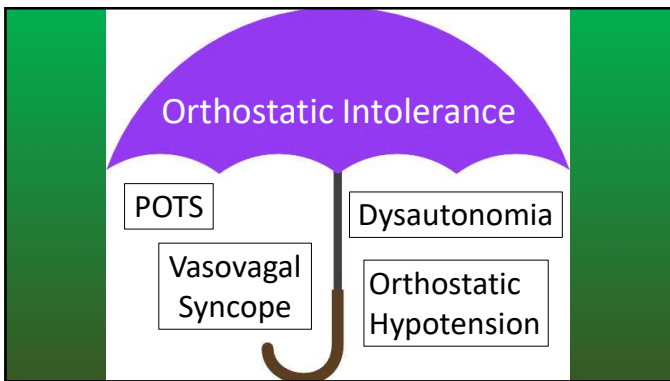 Orthostatic Intolerance
POTS
Dysautonomia
Vasovagal
Syncope
Orthostatic
Hypotension